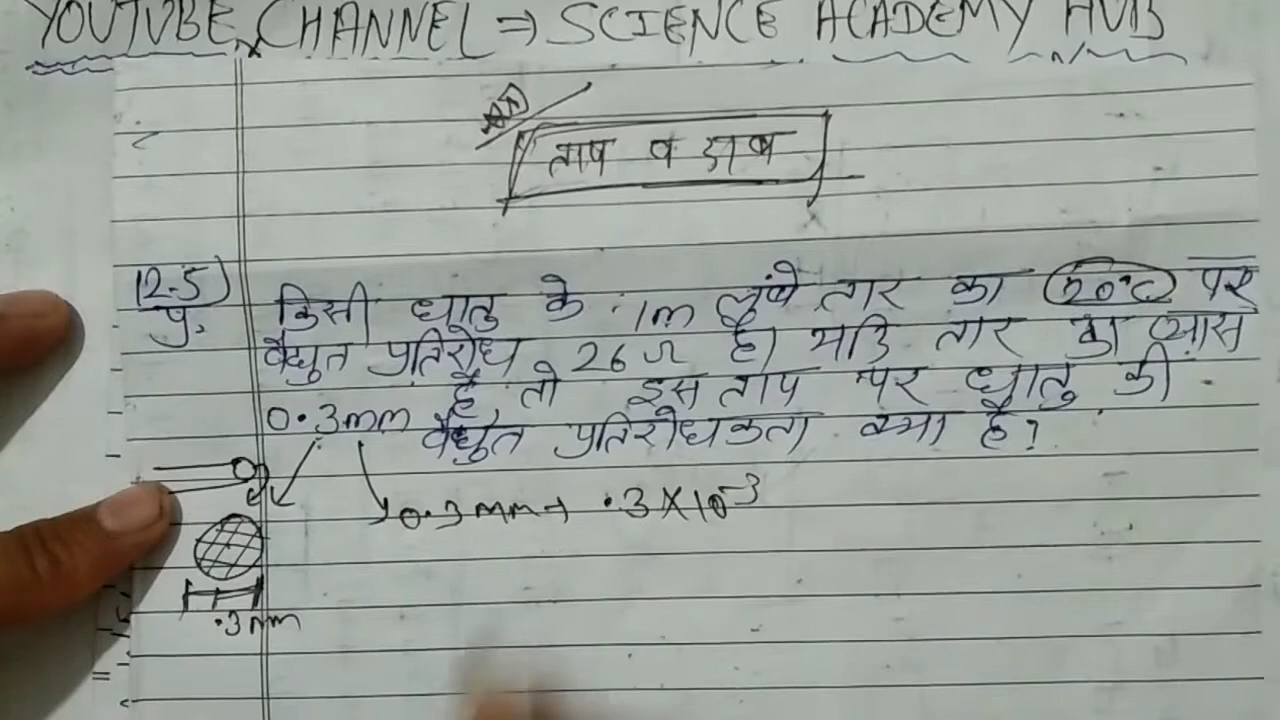 YOUTUBE CHANNEL ⇒ SCIENCE ACADEMY HUB
ताप व दाब
12.5)
प्र.
किसी धातु के 1m लंबे तार का 20°C पर
वैद्युत प्रतिरोध 26Ω है। यदि तार का व्यास
0.3mm है, तो इस ताप पर धातु की
वैद्युत प्रतिरोधकता क्या है?
0.3mm→ .3×10⁻³
.3mm